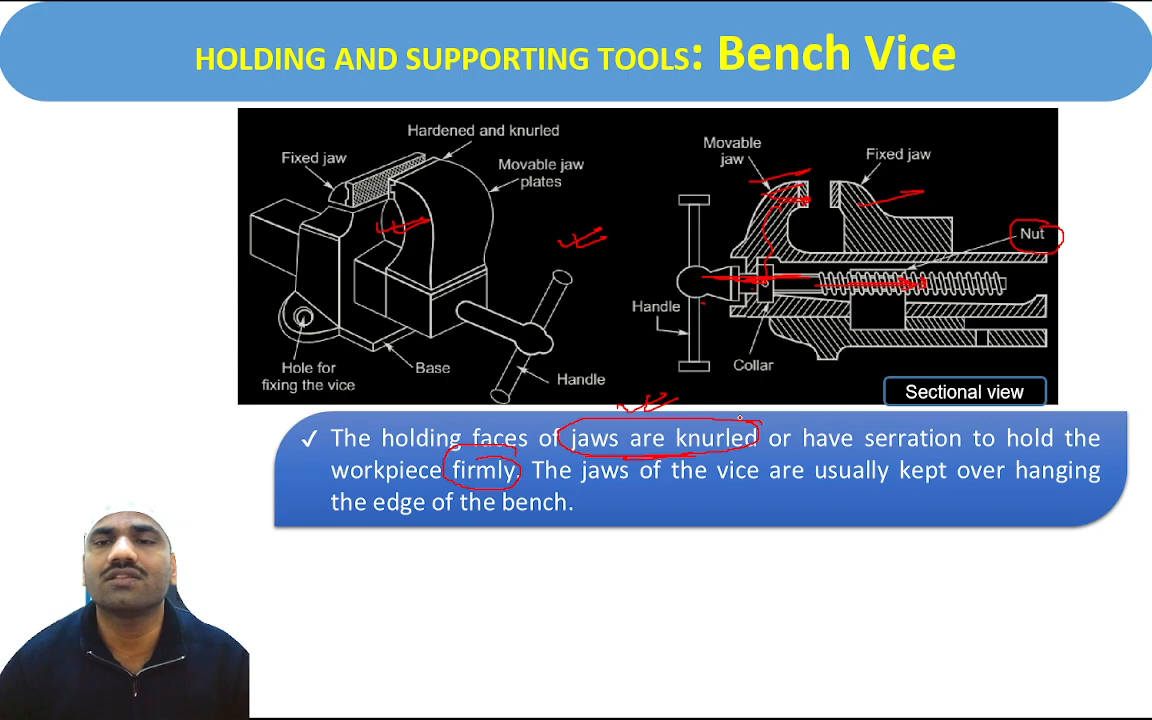 HOLDING AND SUPPORTING TOOLS: Bench Vice
Hardened and knurled
Fixed jaw
Movable jaw
plates
Hole for
fixing the vice
Base
Handle
Movable
jaw
Fixed jaw
Nut
Handle
Collar
Sectional view
✓ The holding faces of jaws are knurled or have serration to hold the
workpiece firmly. The jaws of the vice are usually kept over hanging
the edge of the bench.